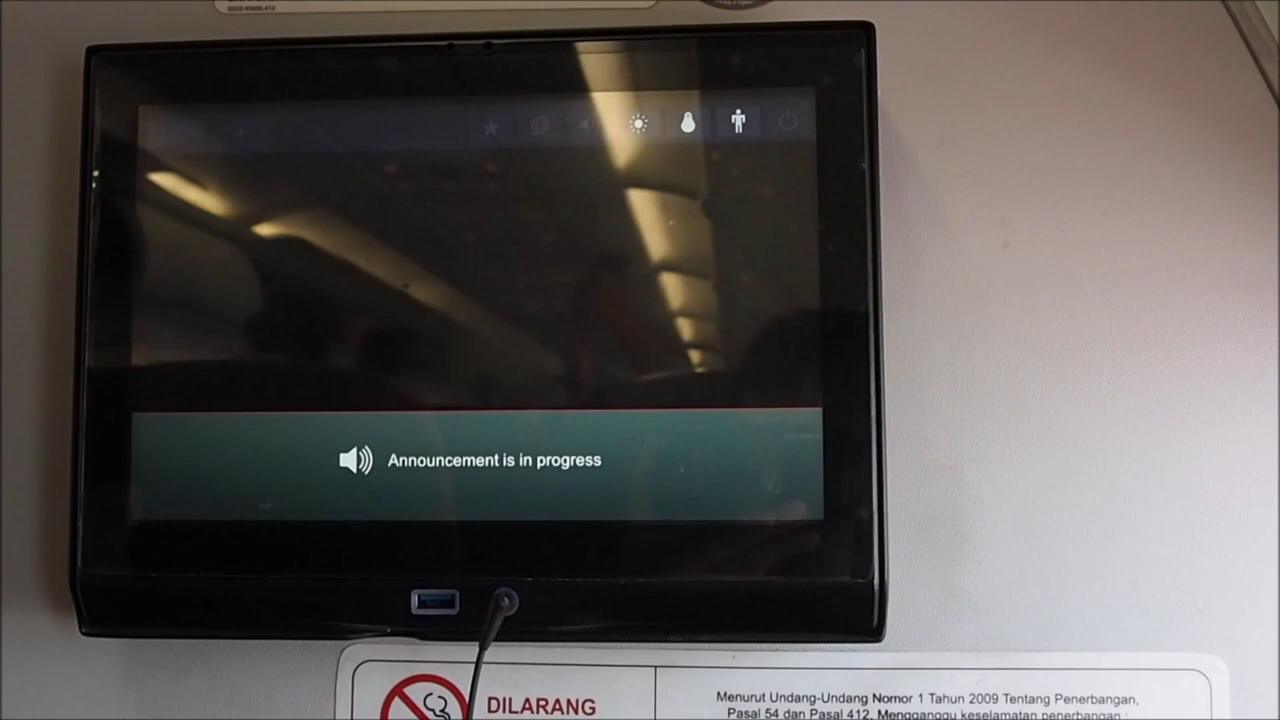 Announcement is in progress
DILARANG
Menurut Undang-Undang Nomor 1 Tahun 2009 Tentang Penerbangan,
Pasal 54 dan Pasal 412, Mengganggu keselamatan penerbangan